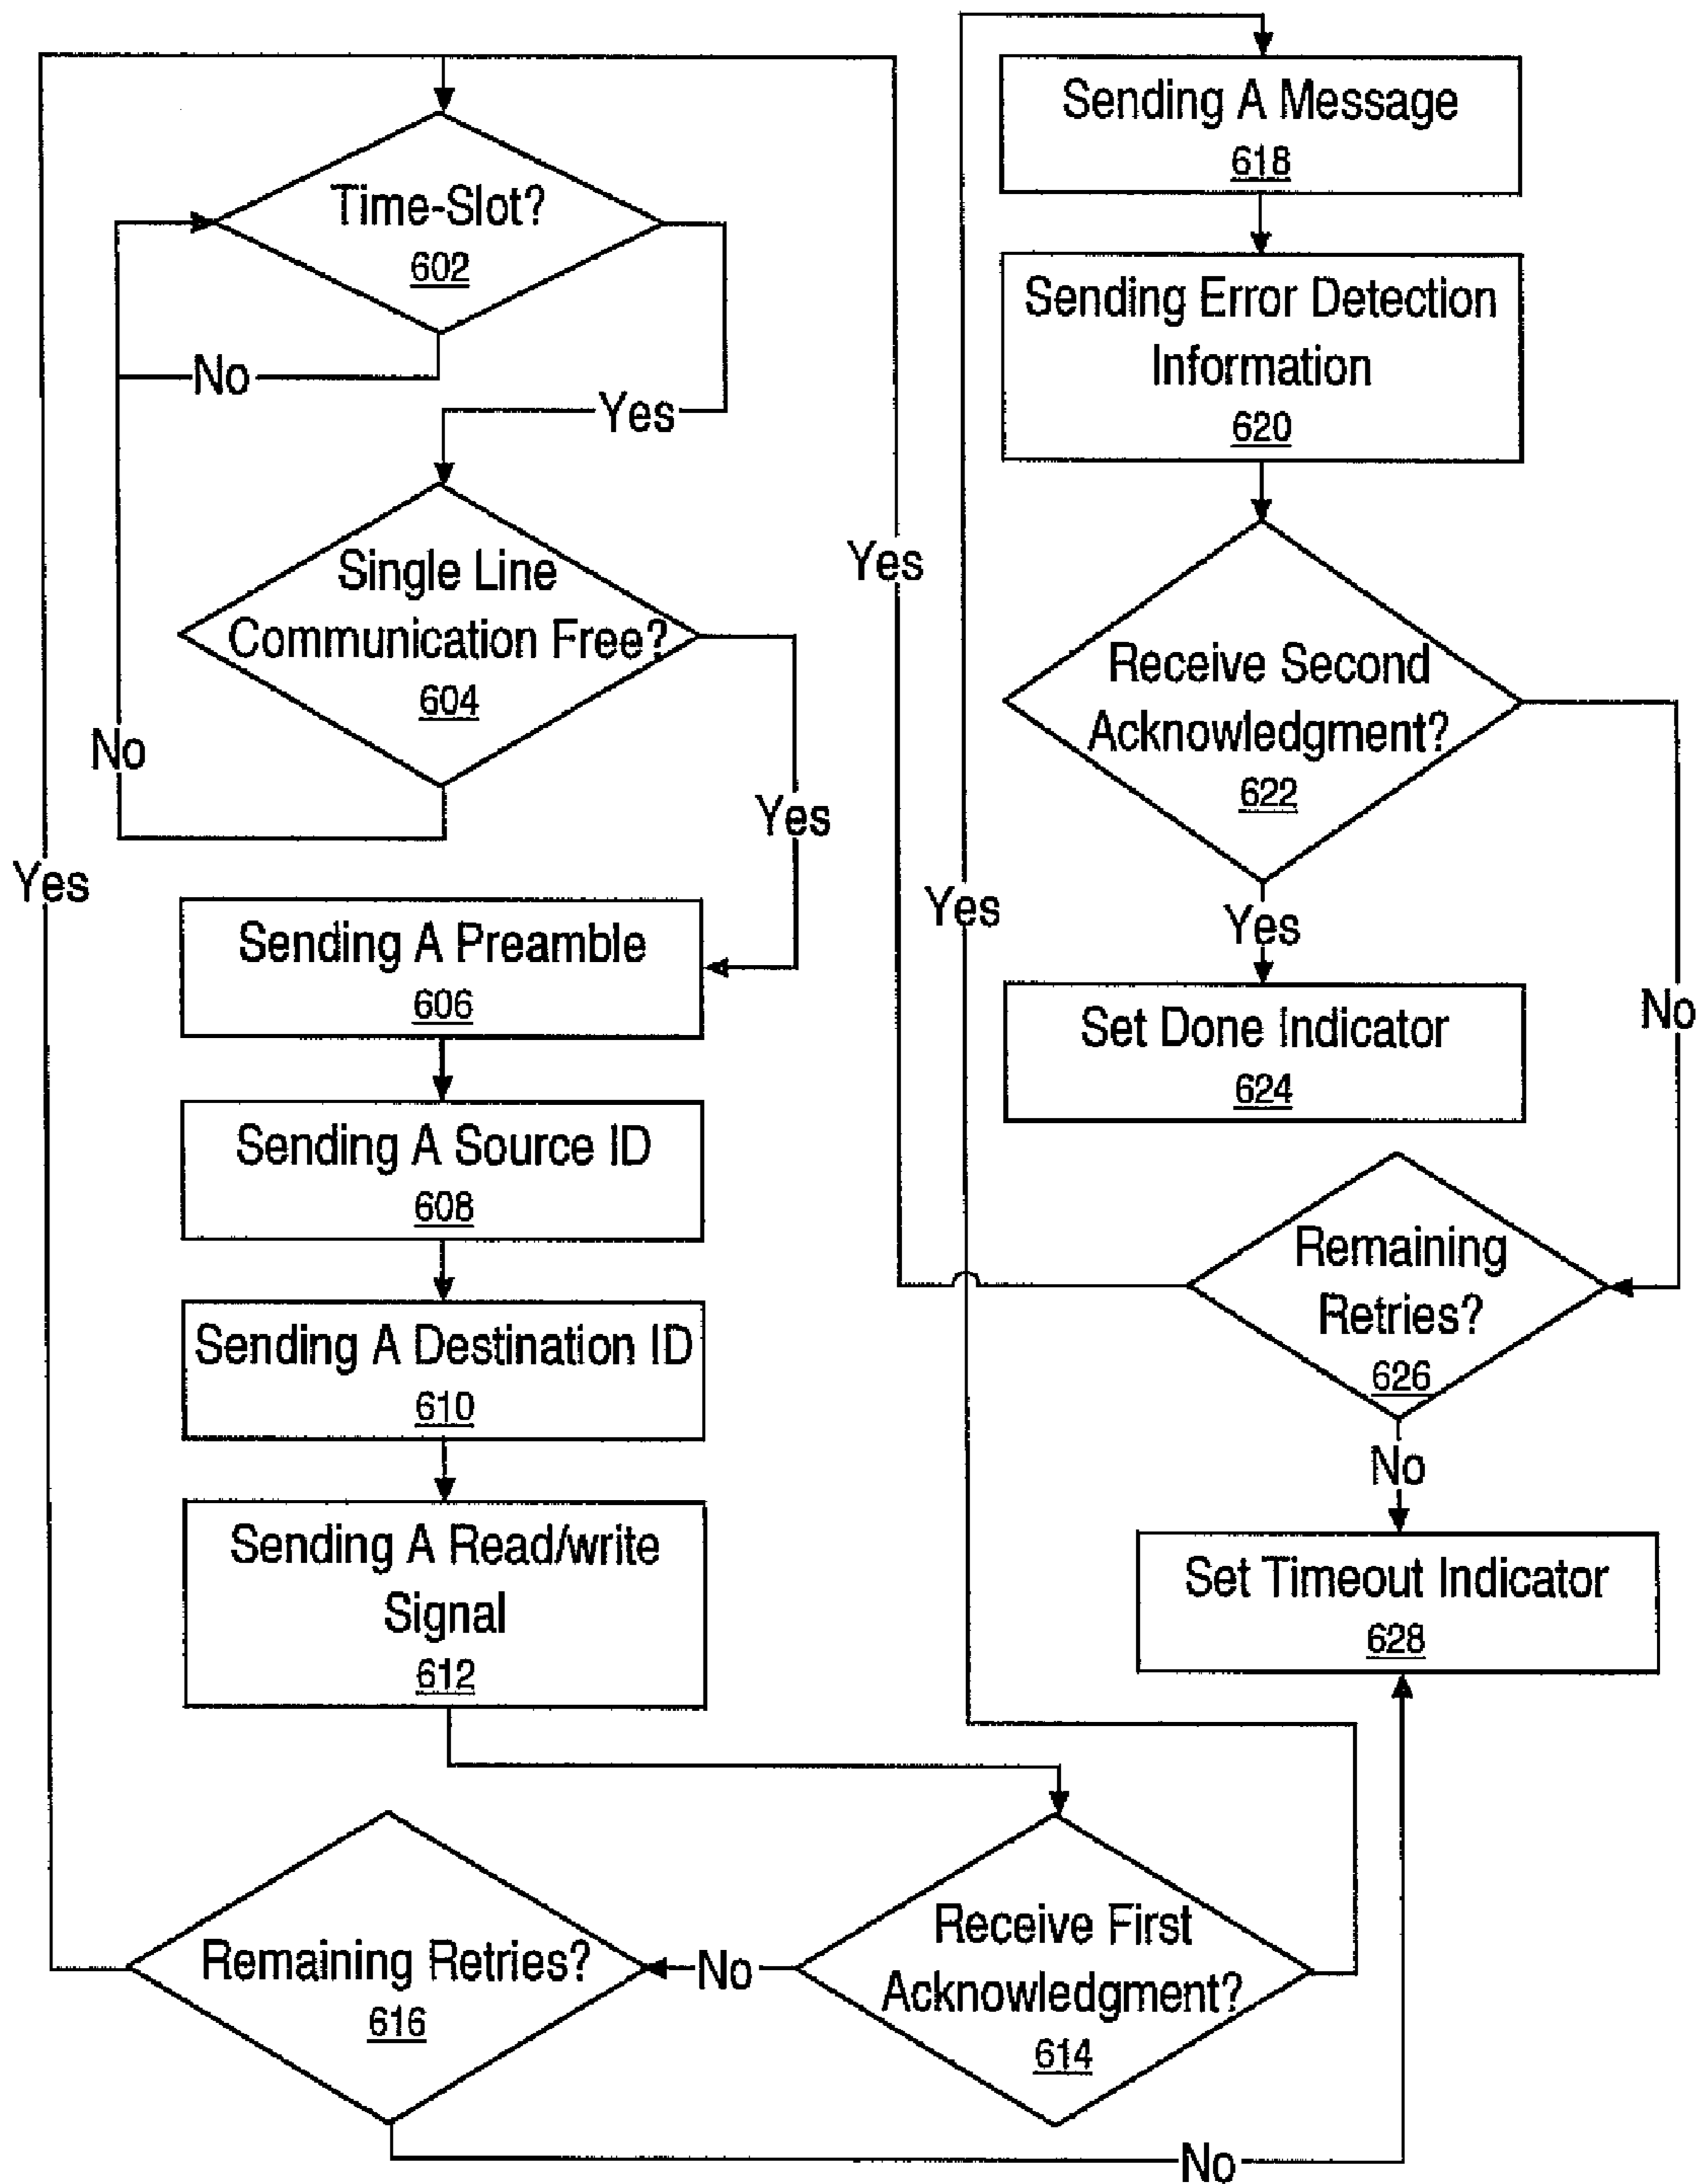 Time-Slot?
602
No
Yes
Single Line
Communication Free?
604
No
Yes
Yes
Sending A Preamble
606
Sending A Source ID
608
Sending A Destination ID
610
Sending A Read/write
Signal
612
Receive First
Acknowledgment?
614
No
Remaining Retries?
616
No
Yes
Yes
Sending A Message
618
Sending Error Detection
Information
620
Receive Second
Acknowledgment?
622
Yes
No
Set Done Indicator
624
Remaining
Retries?
626
No
Set Timeout Indicator
628